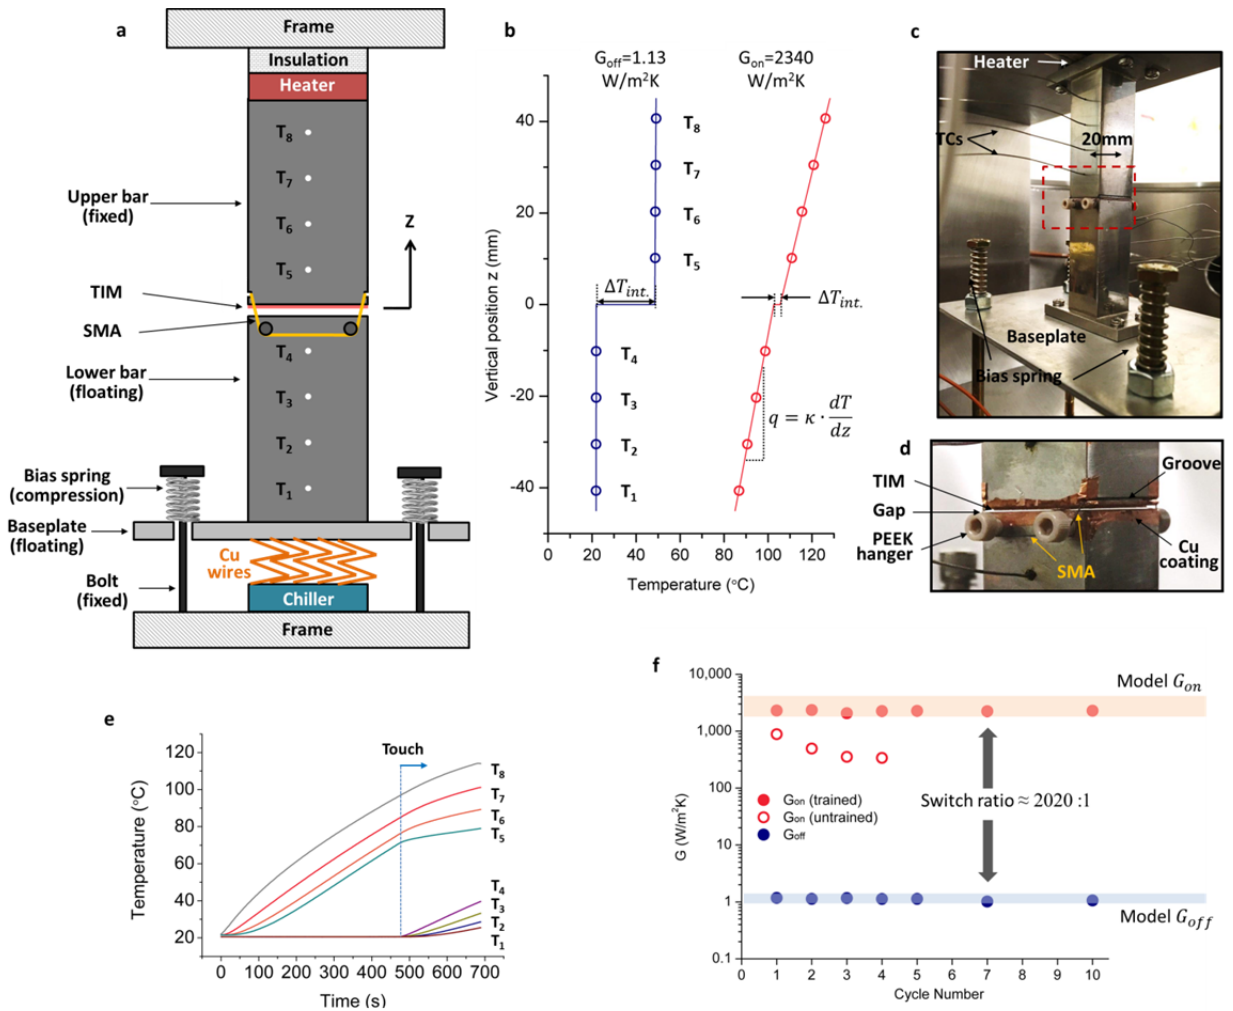 a
Frame
Insulation
Heater
T8
T7
T6
T5
Upper bar
(fixed)
Z
TIM
SMA
T4
T3
T2
T1
Lower bar
(floating)
Bias spring
(compression)
Baseplate
(floating)
Cu
wires
Bolt
(fixed)
Chiller
Frame
b
Goff=1.13
W/m2K
Gon=2340
W/m2K
Vertical position z (mm)
40
20
0
-20
-40
T8
T7
T6
T5
ΔTint.
ΔTint.
T4
T3
T2
T1
q = κ · dT/dz
0 20 40 60 80 100 120
Temperature (°C)
c
Heater
TCs
20mm
Baseplate
Bias spring
d
TIM
Gap
PEEK
hanger
Groove
SMA
Cu
coating
e
Temperature (°C)
120
100
80
60
40
20
Touch
T8
T7
T6
T5
T4
T3
T2
T1
0 100 200 300 400 500 600 700
Time (s)
f
G (W/m2K)
10,000
1,000
100
10
1
0.1
Model Gon
Gon (trained)
Gon (untrained)
Goff
Switch ratio ≈ 2020 :1
Model Goff
0 1 2 3 4 5 6 7 8 9 10
Cycle Number